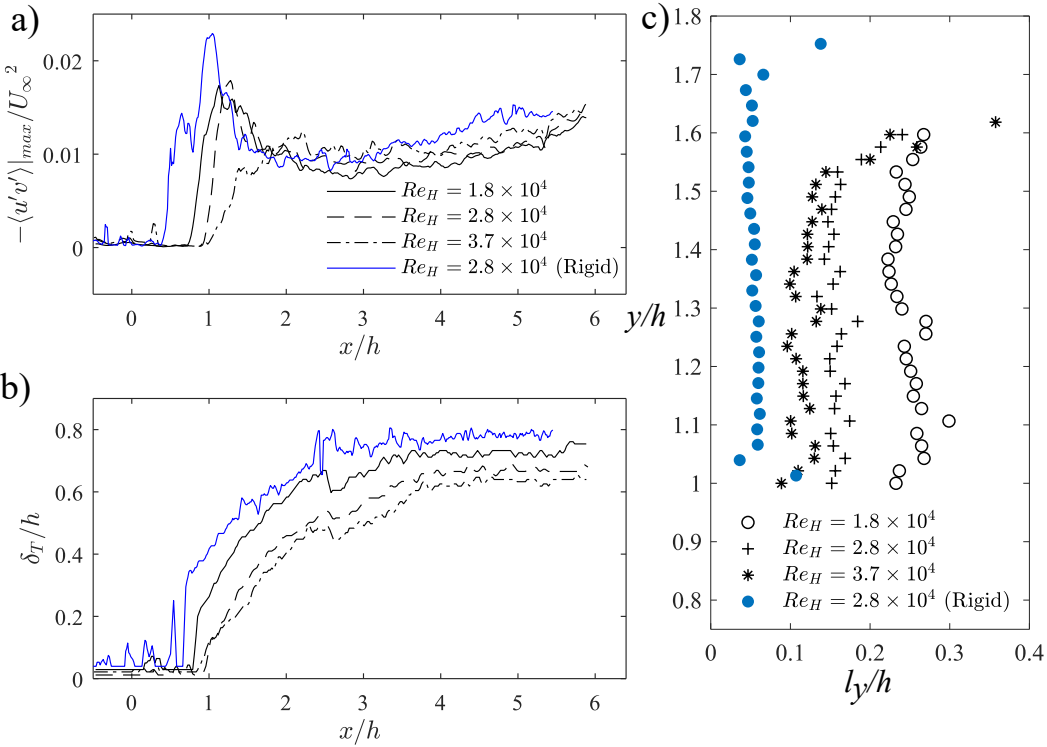 a)
−⟨u′v′⟩|max/U∞²
0.02
0.01
0
0 1 2 3 4 5 6
x/h
Re_H = 1.8 × 10⁴
Re_H = 2.8 × 10⁴
Re_H = 3.7 × 10⁴
Re_H = 2.8 × 10⁴ (Rigid)
b)
δ_T/h
0.8
0.6
0.4
0.2
0
0 1 2 3 4 5 6
x/h
c)
y/h
1.8
1.7
1.6
1.5
1.4
1.3
1.2
1.1
1
0.9
0.8
0 0.1 0.2 0.3 0.4
ly/h
Re_H = 1.8 × 10⁴
Re_H = 2.8 × 10⁴
Re_H = 3.7 × 10⁴
Re_H = 2.8 × 10⁴ (Rigid)